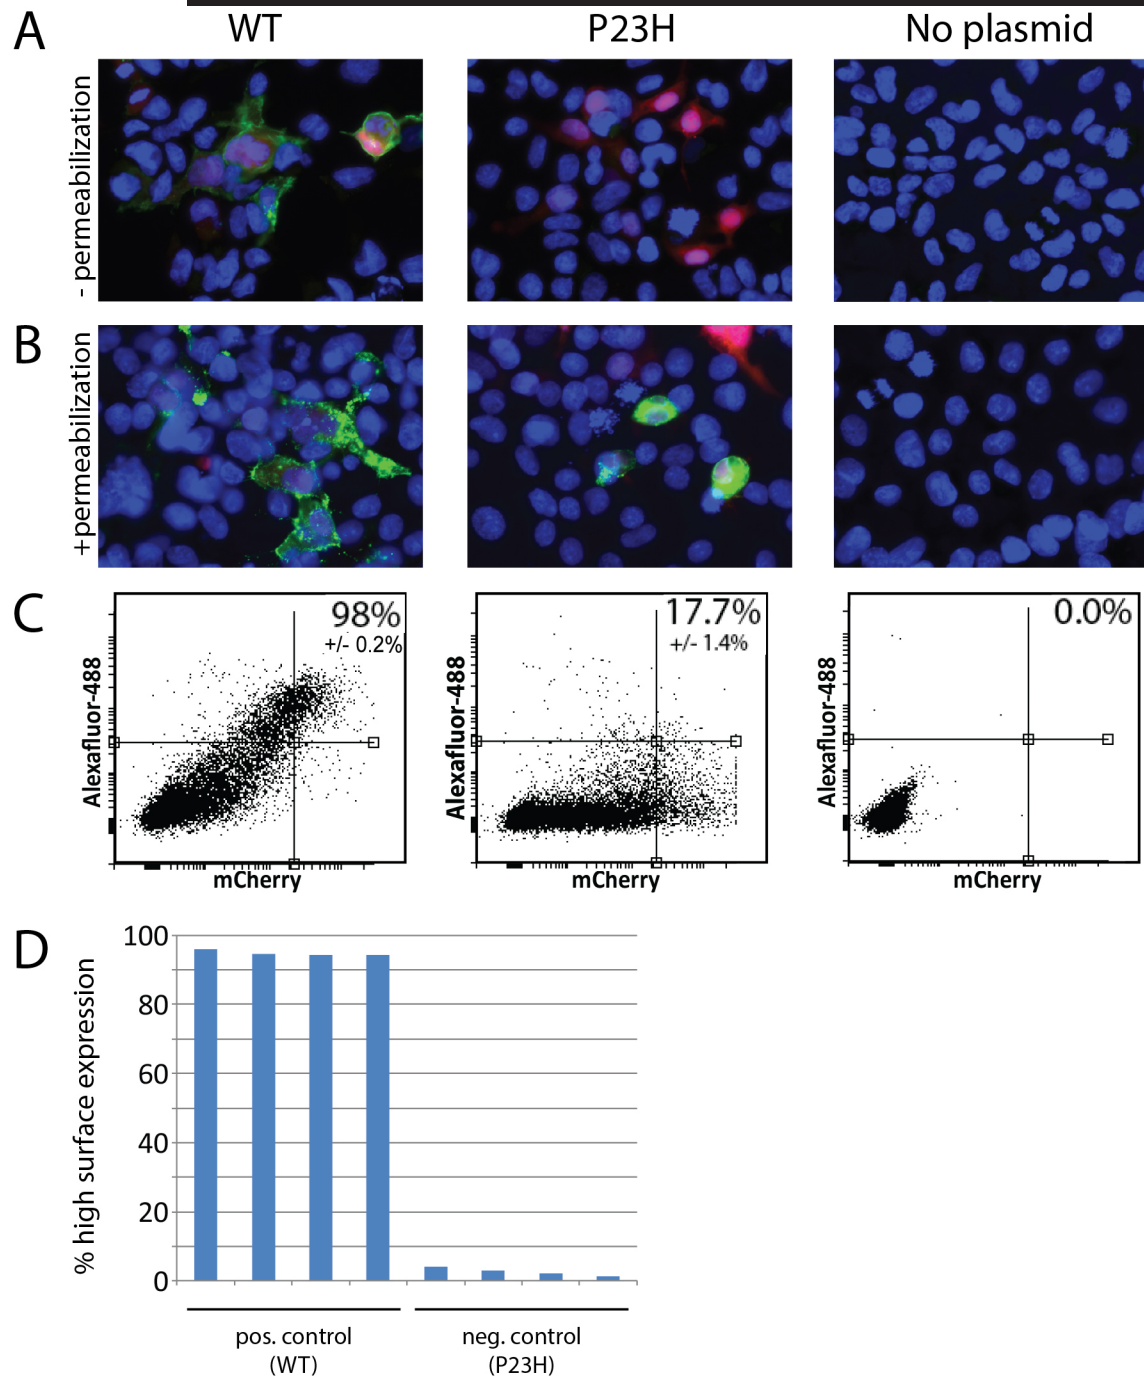 A
WT
P23H
No plasmid
- permeabilization
B
+permeabilization
C
98%
+/- 0.2%
Alexafluor-488
mCherry
17.7%
+/- 1.4%
Alexafluor-488
mCherry
0.0%
Alexafluor-488
mCherry
D
% high surface expression
100
80
60
40
20
0
pos. control
(WT)
neg. control
(P23H)